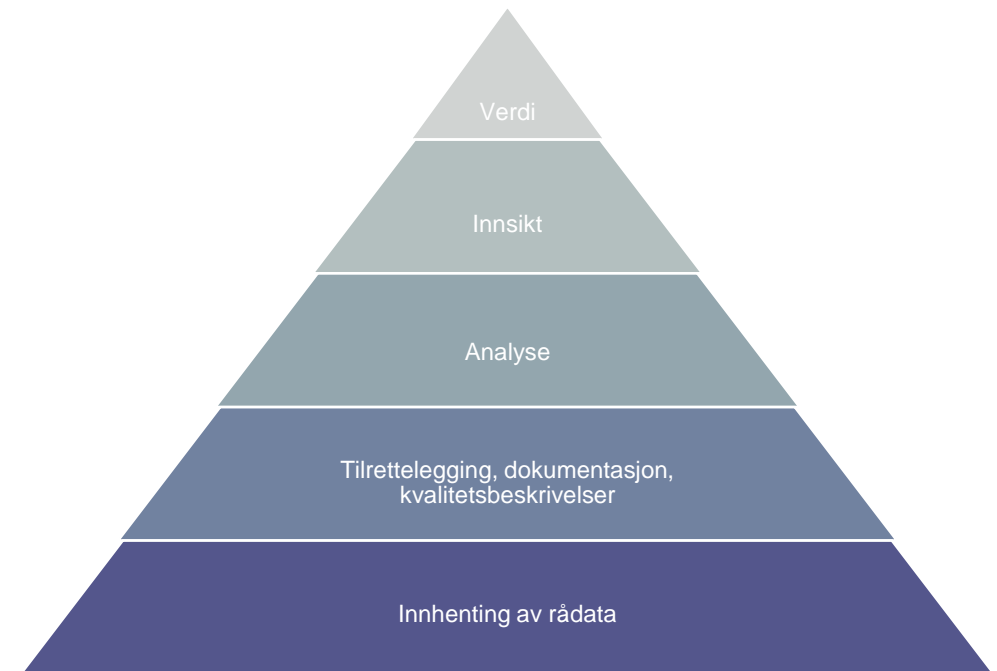 Verdi
Innsikt
Analyse
Tilrettelegging, dokumentasjon,
kvalitetsbeskrivelser
Innhenting av rådata